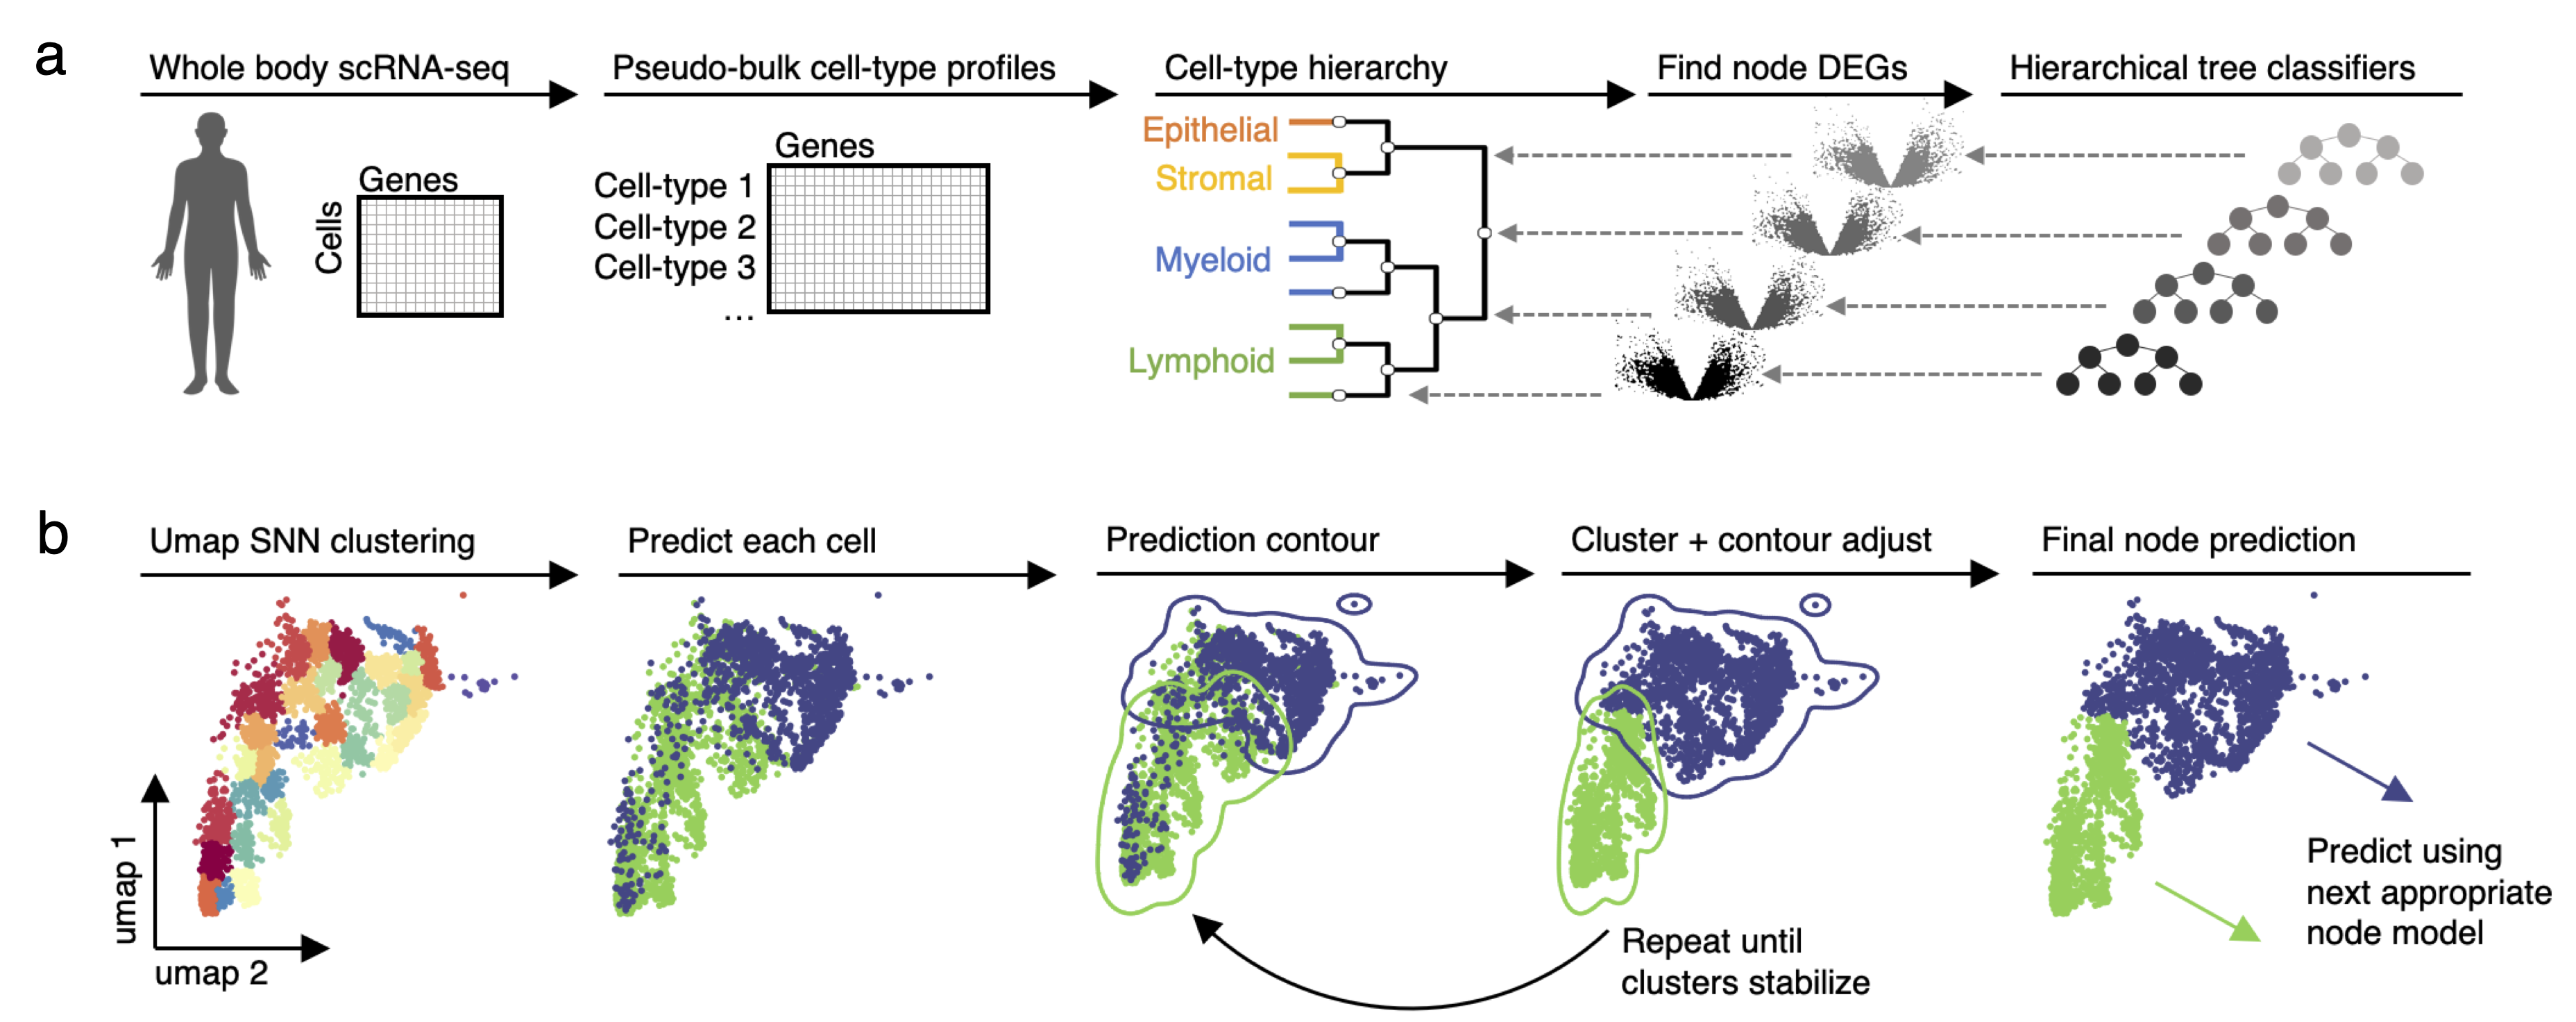 a
Whole body scRNA-seq
Pseudo-bulk cell-type profiles
Cell-type hierarchy
Find node DEGs
Hierarchical tree classifiers
Genes
Cells
Genes
Cell-type 1
Cell-type 2
Cell-type 3
...
Epithelial
Stromal
Myeloid
Lymphoid
b
Umap SNN clustering
Predict each cell
Prediction contour
Cluster + contour adjust
Final node prediction
umap 1
umap 2
Repeat until
clusters stabilize
Predict using
next appropriate
node model